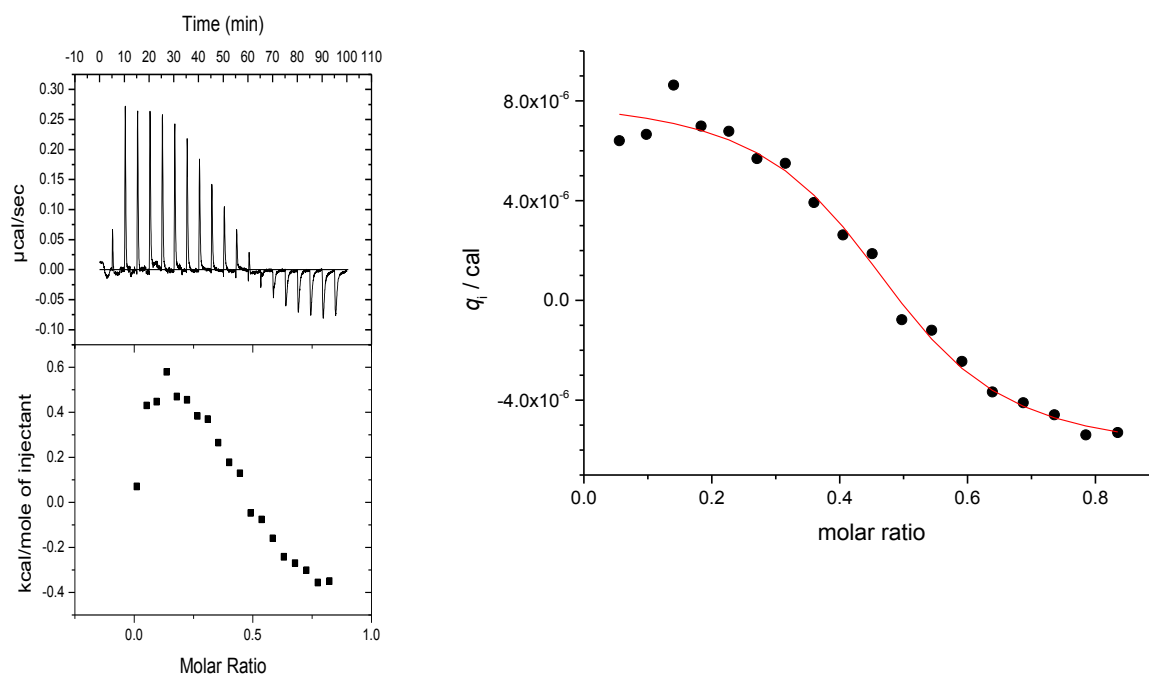 Time (min)
-10 0 10 20 30 40 50 60 70 80 90 100 110
0.30
0.25
0.20
0.15
0.10
0.05
0.00
-0.05
-0.10
µcal/sec
0.6
0.4
0.2
0.0
-0.2
-0.4
kcal/mole of injectant
0.0 0.5 1.0
Molar Ratio
8.0x10⁻⁶
4.0x10⁻⁶
0.0
-4.0x10⁻⁶
qᵢ / cal
0.0 0.2 0.4 0.6 0.8
molar ratio